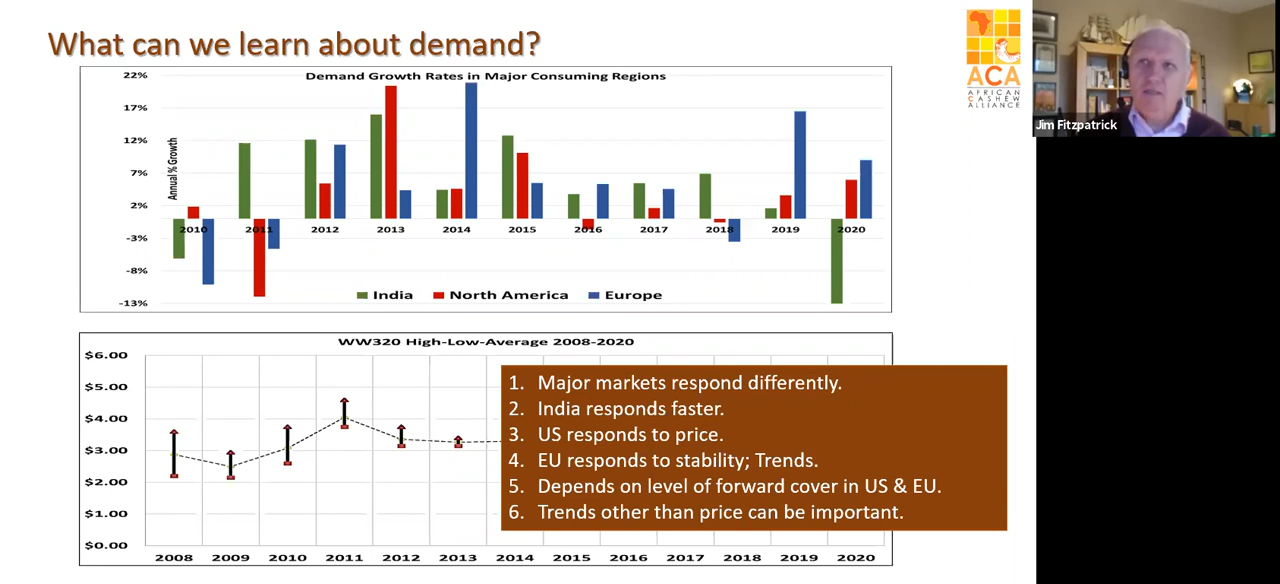 What can we learn about demand?
ACA
AFRICAN
CASHEW
ALLIANCE
Jim Fitzpatrick
Demand Growth Rates in Major Consuming Regions
22%
17%
12%
7%
2%
-3%
-8%
-13%
Annual % Growth
2010 2011 2012 2013 2014 2015 2016 2017 2018 2019 2020
India North America Europe
WW320 High-Low-Average 2008-2020
$6.00
$5.00
$4.00
$3.00
$2.00
$1.00
$0.00
2008 2009 2010 2011 2012 2013 2014 2015 2016 2017 2018 2019 2020
1. Major markets respond differently.
2. India responds faster.
3. US responds to price.
4. EU responds to stability; Trends.
5. Depends on level of forward cover in US & EU.
6. Trends other than price can be important.